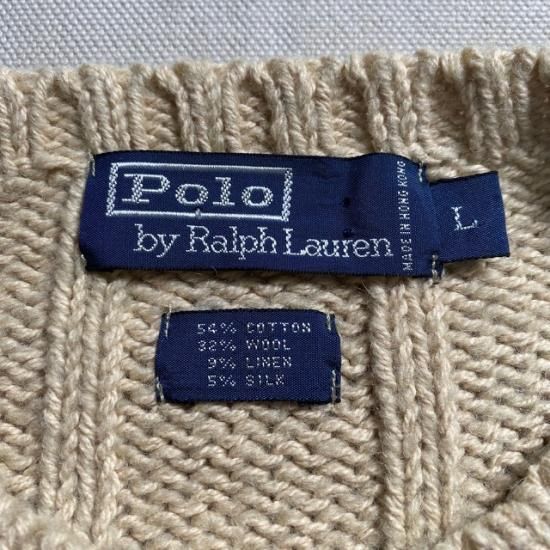 Polo
by Ralph Lauren
MADE IN HONG KONG
L
54% COTTON
32% WOOL
9% LINEN
5% SILK